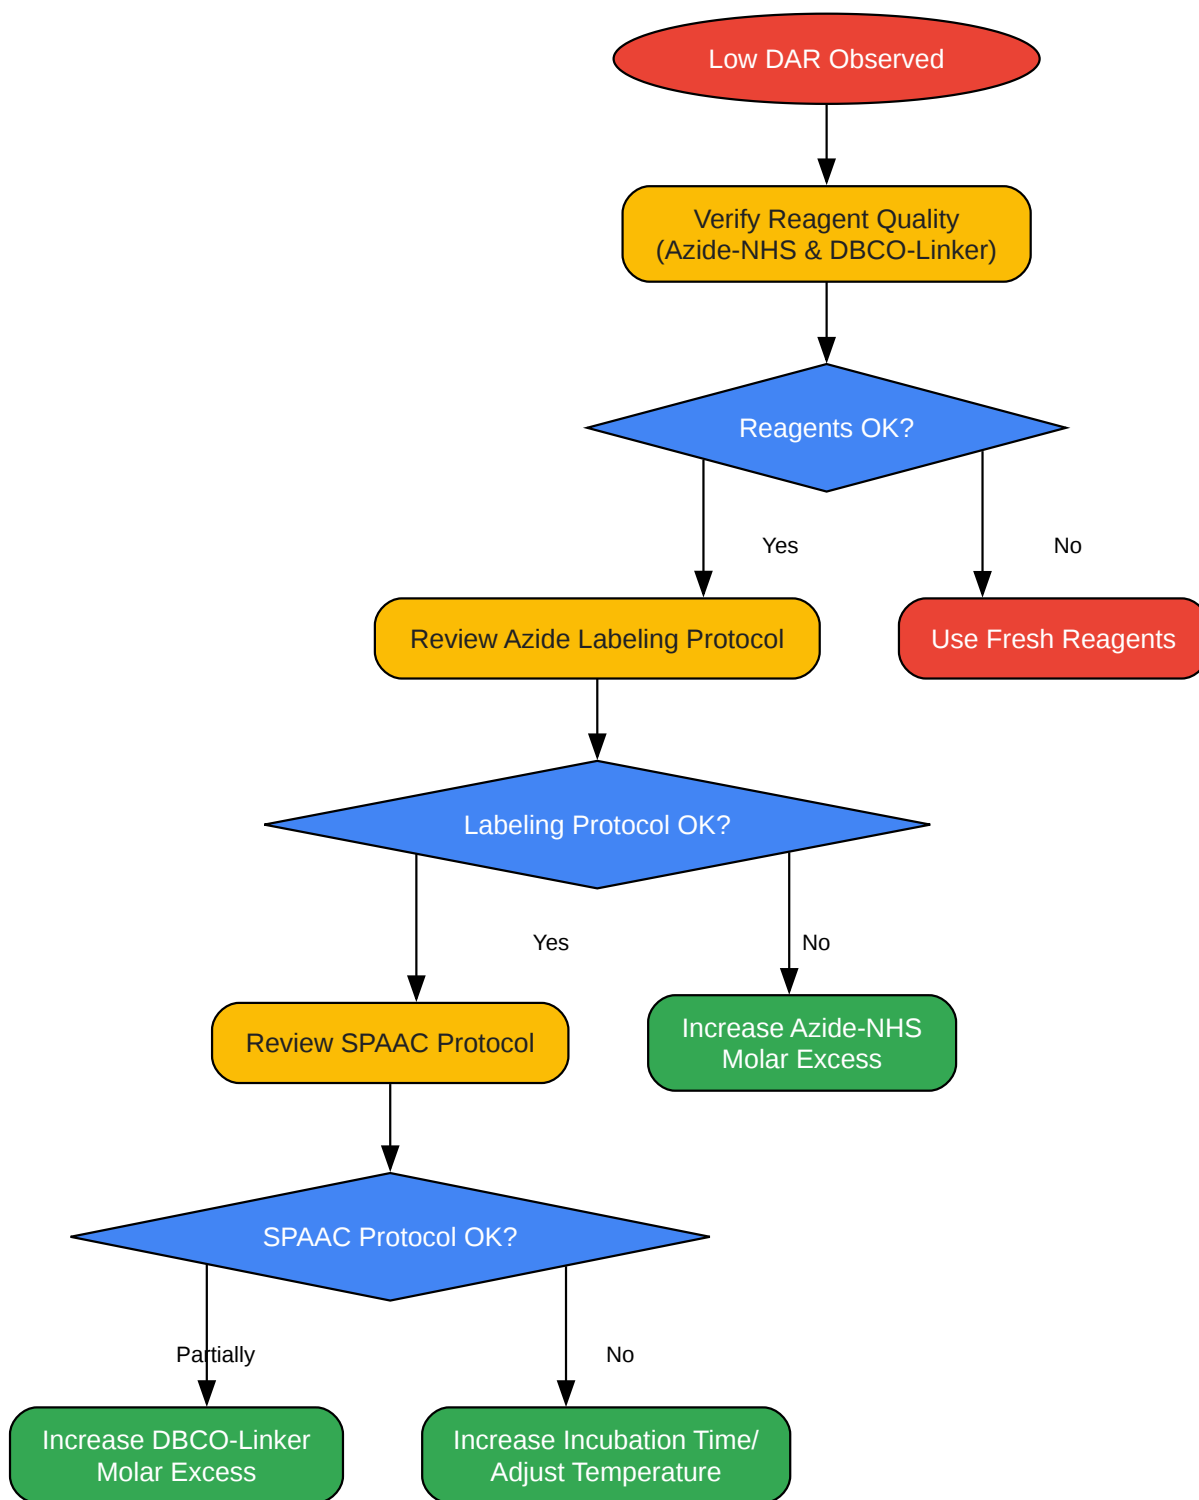 Low DAR Observed
Verify Reagent Quality
(Azide-NHS & DBCO-Linker)
Reagents OK?
Yes
No
Review Azide Labeling Protocol
Use Fresh Reagents
Labeling Protocol OK?
Yes
No
Review SPAAC Protocol
Increase Azide-NHS
Molar Excess
SPAAC Protocol OK?
Partially
No
Increase DBCO-Linker
Molar Excess
Increase Incubation Time/
Adjust Temperature